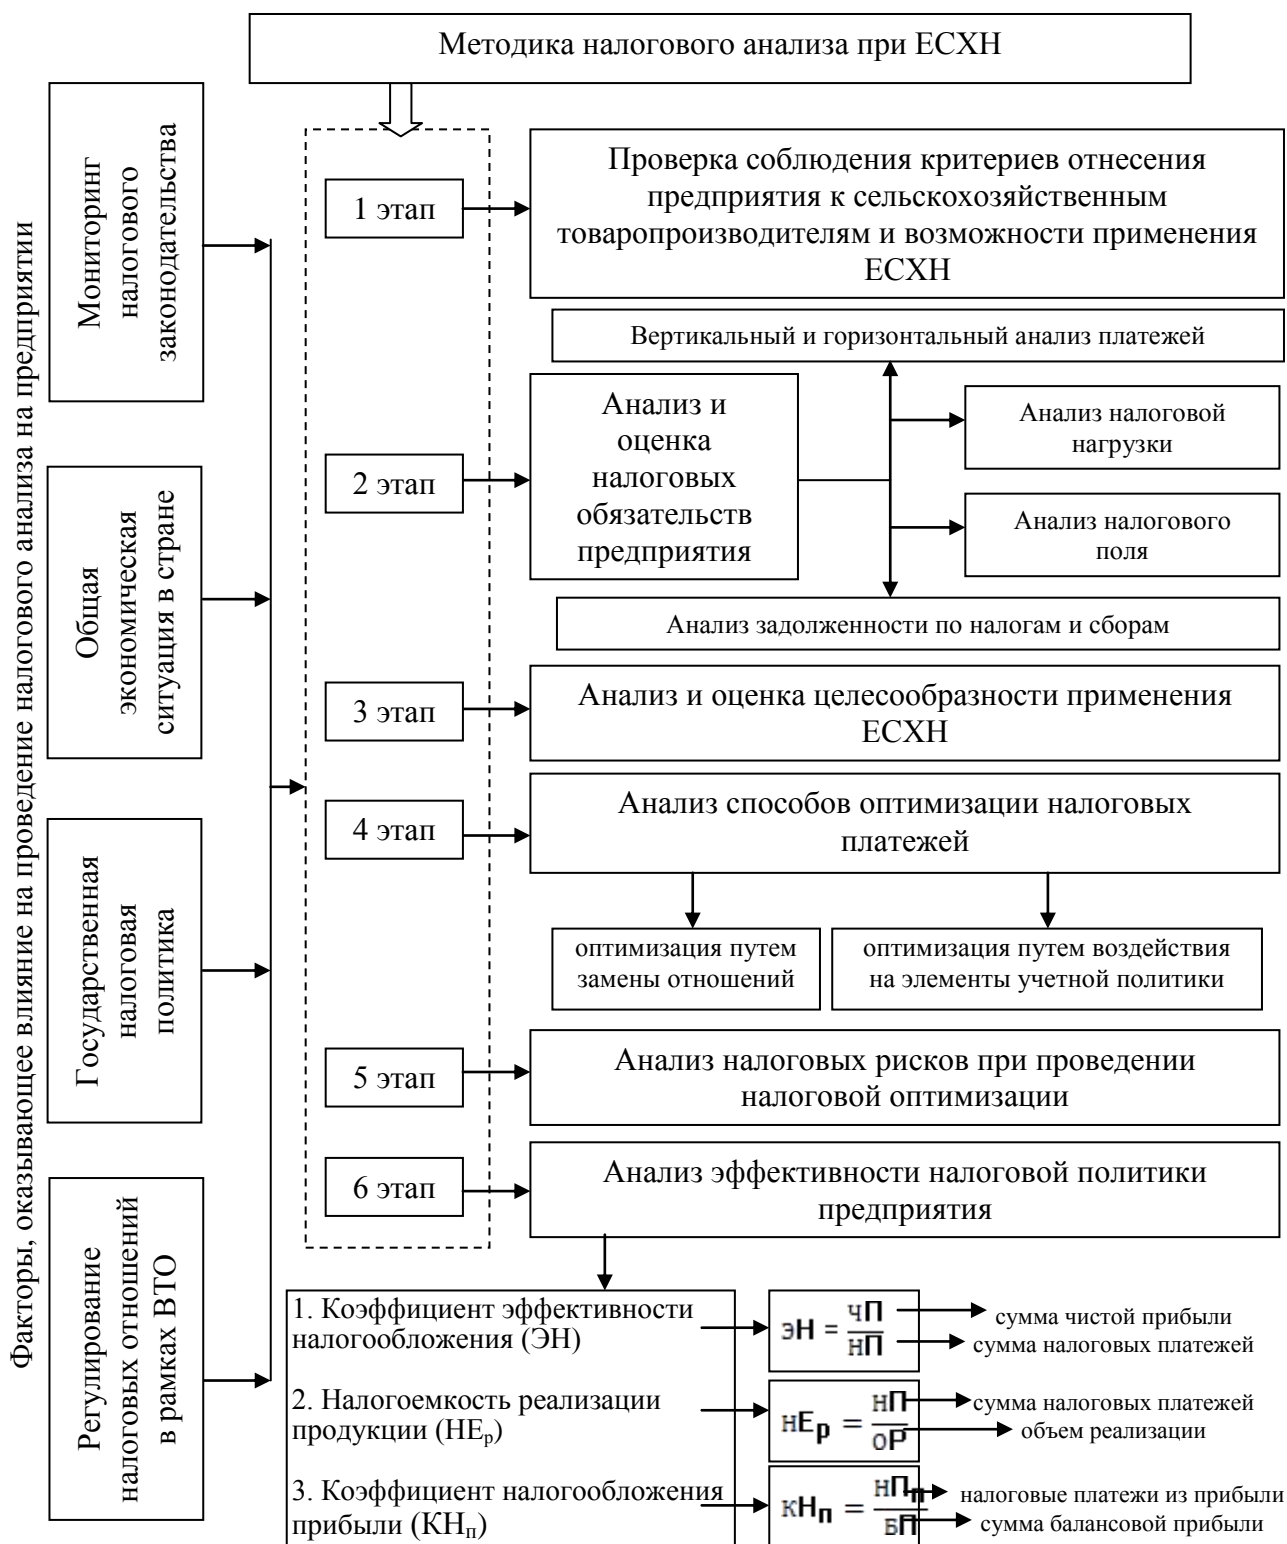 Методика налогового анализа при ЕСХН
Факторы, оказывающее влияние на проведение налогового анализа на предприятии
Мониторинг
налогового
законодательства
Общая
экономическая
ситуация в стране
Государственная
налоговая
политика
Регулирование
налоговых отношений
в рамках ВТО
1 этап
Проверка соблюдения критериев отнесения
предприятия к сельскохозяйственным
товаропроизводителям и возможности применения
ЕСХН
2 этап
Анализ и
оценка
налоговых
обязательств
предприятия
Вертикальный и горизонтальный анализ платежей
Анализ налоговой
нагрузки
Анализ налогового
поля
Анализ задолженности по налогам и сборам
3 этап
Анализ и оценка целесообразности применения
ЕСХН
4 этап
Анализ способов оптимизации налоговых
платежей
оптимизация путем
замены отношений
оптимизация путем воздействия
на элементы учетной политики
5 этап
Анализ налоговых рисков при проведении
налоговой оптимизации
6 этап
Анализ эффективности налоговой политики
предприятия
1. Коэффициент эффективности
налогообложения (ЭН)
эН = чП / нП
сумма чистой прибыли
сумма налоговых платежей
2. Налогоемкость реализации
продукции (НЕр)
нЕр = нП / оР
сумма налоговых платежей
объем реализации
3. Коэффициент налогообложения
прибыли (КНп)
кНп = нПп / БП
налоговые платежи из прибыли
сумма балансовой прибыли